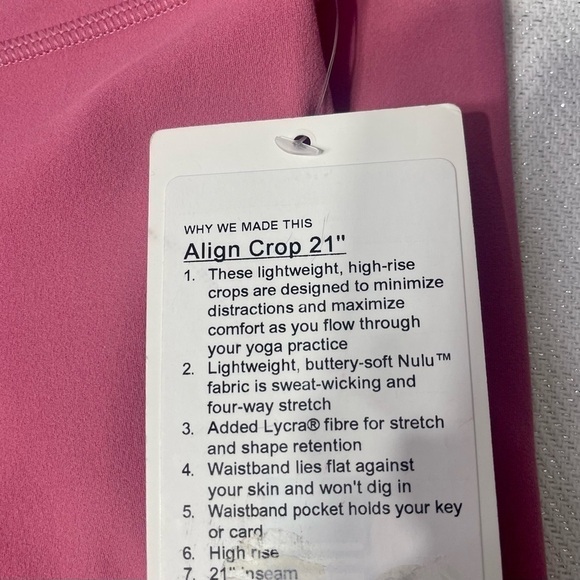 WHY WE MADE THIS
Align Crop 21"
1. These lightweight, high-rise
crops are designed to minimize
distractions and maximize
comfort as you flow through
your yoga practice
2. Lightweight, buttery-soft Nulu™
fabric is sweat-wicking and
four-way stretch
3. Added Lycra® fibre for stretch
and shape retention
4. Waistband lies flat against
your skin and won't dig in
5. Waistband pocket holds your key
or card
6. High rise
7. 21" inseam